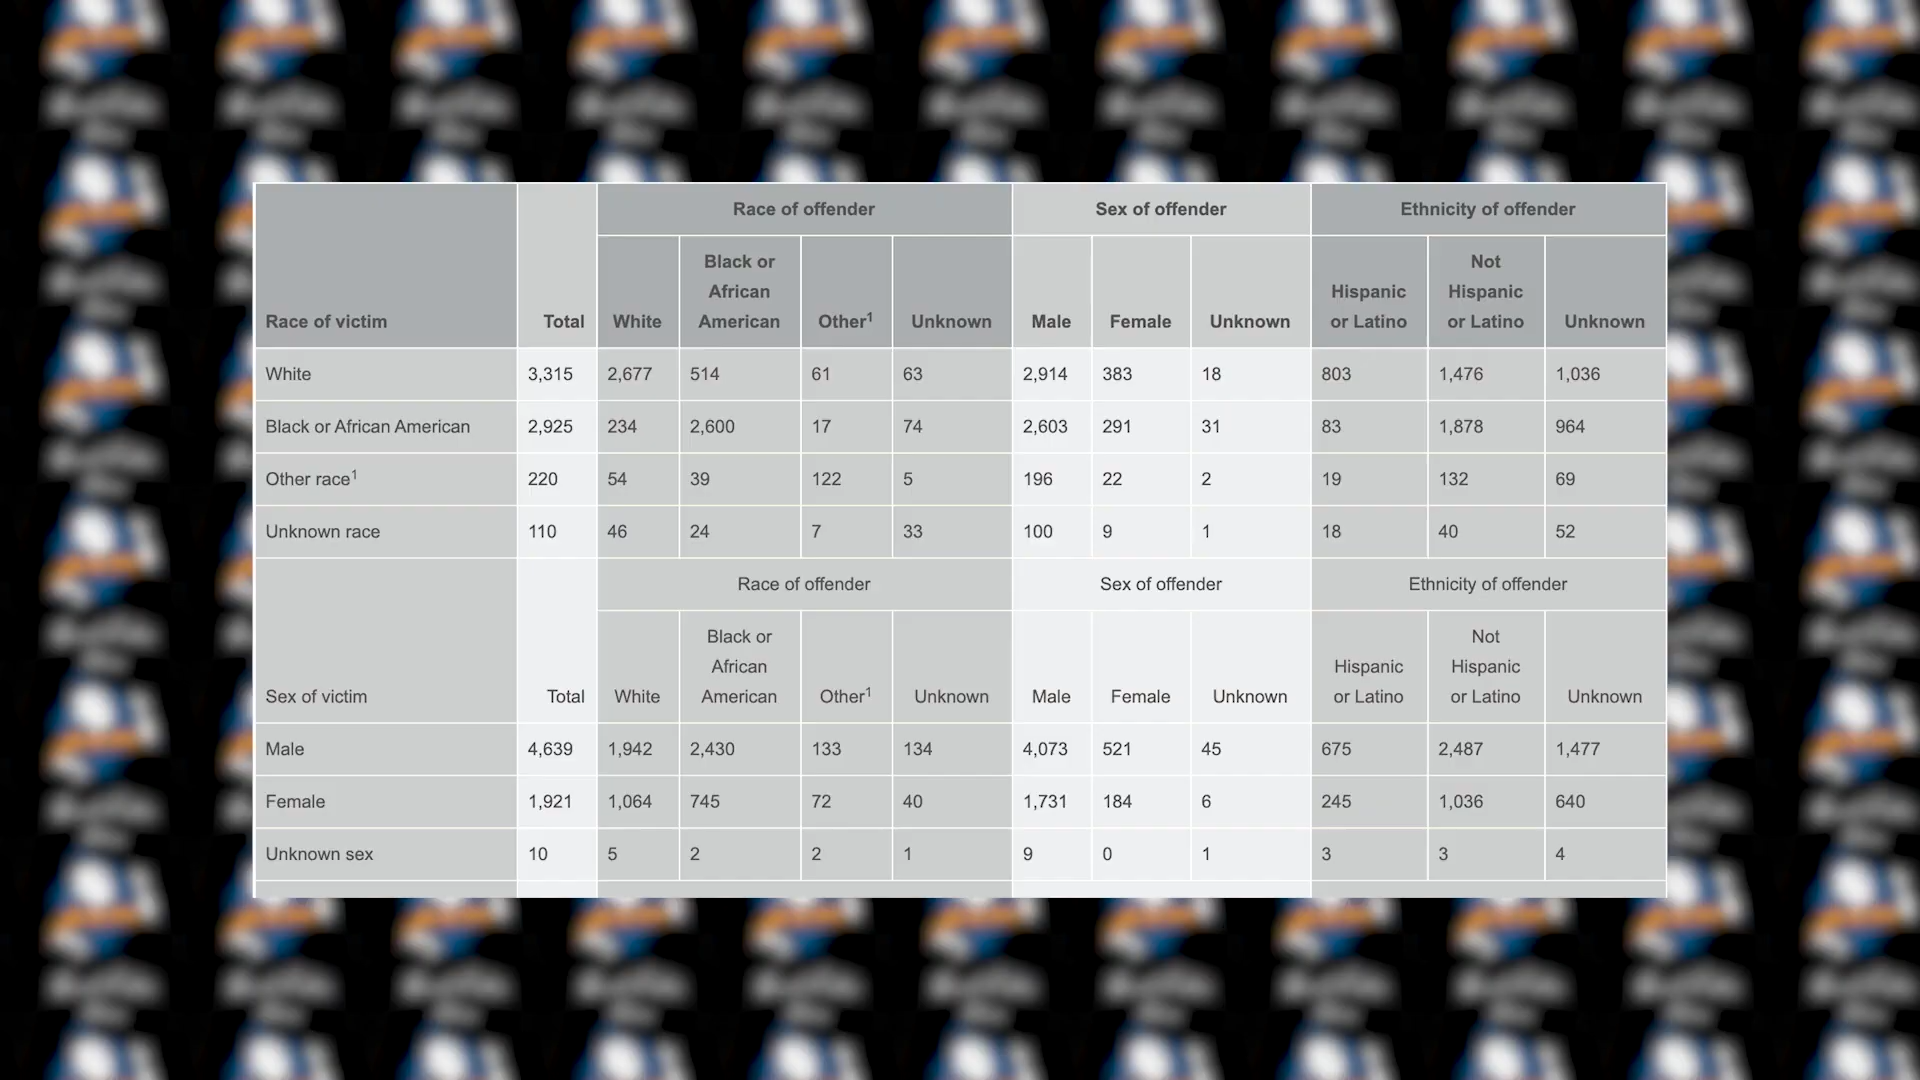 Race of offender Sex of offender Ethnicity of offender
Black or Not
African Hispanic Hispanic
Race of victim Total White American Other1 Unknown Male Female Unknown or Latino or Latino Unknown
White 3,315 2,677 514 61 63 2,914 383 18 803 1,476 1,036
Black or African American 2,925 234 2,600 17 74 2,603 291 31 83 1,878 964
Other race1 220 54 39 122 5 196 22 2 19 132 69
Unknown race 110 46 24 7 33 100 9 1 18 40 52
Race of offender Sex of offender Ethnicity of offender
Black or Not
African Hispanic Hispanic
Sex of victim Total White American Other1 Unknown Male Female Unknown or Latino or Latino Unknown
Male 4,639 1,942 2,430 133 134 4,073 521 45 675 2,487 1,477
Female 1,921 1,064 745 72 40 1,731 184 6 245 1,036 640
Unknown sex 10 5 2 2 1 9 0 1 3 3 4